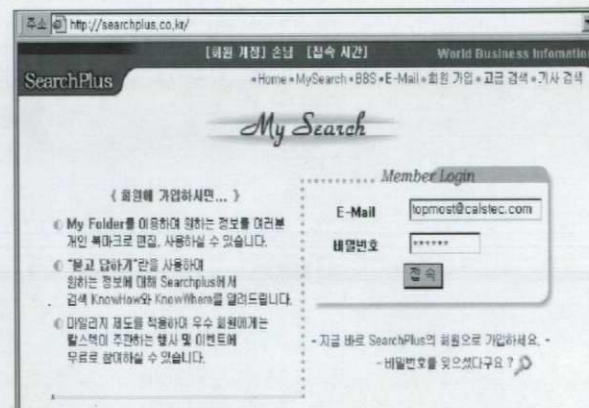 주소 http://searchplus.co.kr/
[회원 계정] 손님 [접속 시간] World Business Infomation
SearchPlus
Home MySearch BBS E-Mail 회원 가입 고급 검색 기사 검색
My Search
《 회원에 가입하시면... 》
My Folder를 이용하여 원하는 정보를 여러분
개인 북마크로 편집, 사용하실 수 있습니다.
"묻고 답하기"란을 사용하여
원하는 정보에 대해 Searchplus에서
검색 KnowHow와 KnowWhere를 알려드립니다.
마일리지 제도를 적용하여 우수 회원에게는
칼스텍이 주관하는 행사 및 이벤트에
무료로 참여하실 수 있습니다.
Member Login
E-Mail topmost@calstec.com
비밀번호 ******
접속
- 지금 바로 SearchPlus의 회원으로 가입하세요. -
- 비밀번호를 잊으셨다구요 ?